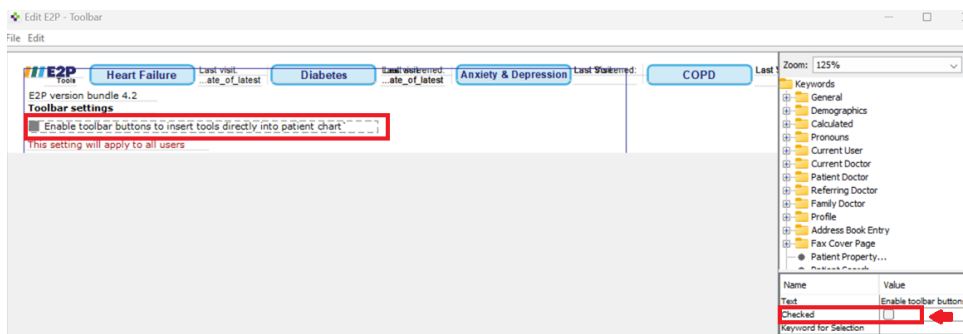 Edit E2P - Toolbar
File Edit
E2P Tools
Heart Failure
Last visit:
...ate_of_latest
Diabetes
...ate_of_latest
Anxiety & Depression
COPD
Last
E2P version bundle 4.2
Toolbar settings
Enable toolbar buttons to insert tools directly into patient chart
This setting will apply to all users
Zoom: 125%
Keywords
General
Demographics
Calculated
Pronouns
Current User
Current Doctor
Patient Doctor
Referring Doctor
Family Doctor
Profile
Address Book Entry
Fax Cover Page
Patient Property...
Name Value
Text Enable toolbar button
Checked
Keyword for Selection